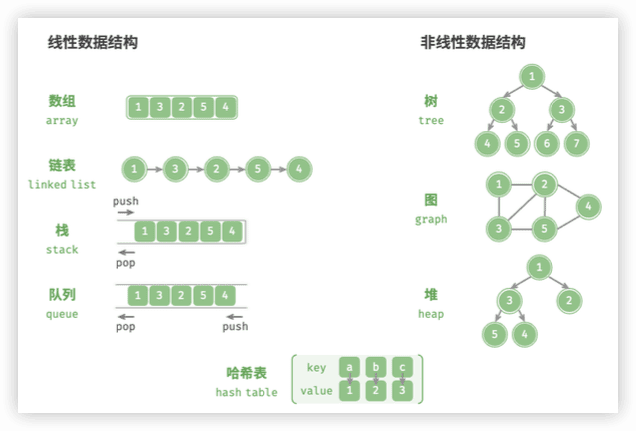 线性数据结构
数组
array
1 3 2 5 4
链表
linked list
1 3 2 5 4
push
栈
stack
1 3 2 5 4
pop
队列
queue
1 3 2 5 4
pop push
非线性数据结构
树
tree
1
2 3
4 5 6 7
图
graph
1 2
4
3 5
堆
heap
1
3 2
5 4
哈希表
hash table
key a b c
value 1 2 3